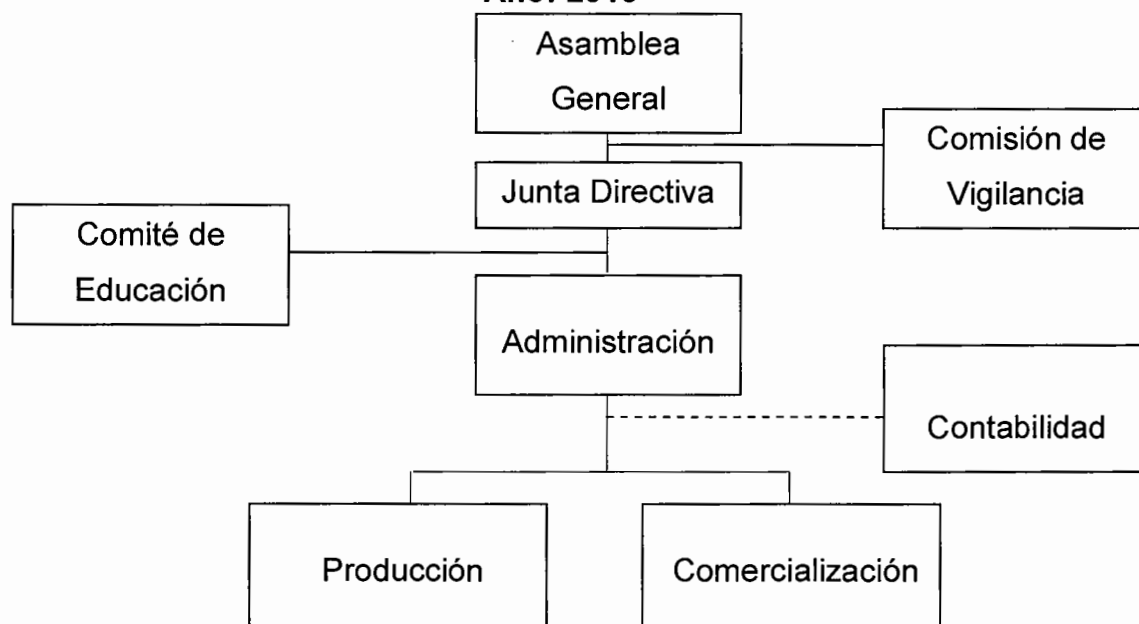 Asamblea
General
Comisión de
Vigilancia
Junta Directiva
Comité de
Educación
Administración
Contabilidad
Producción
Comercialización